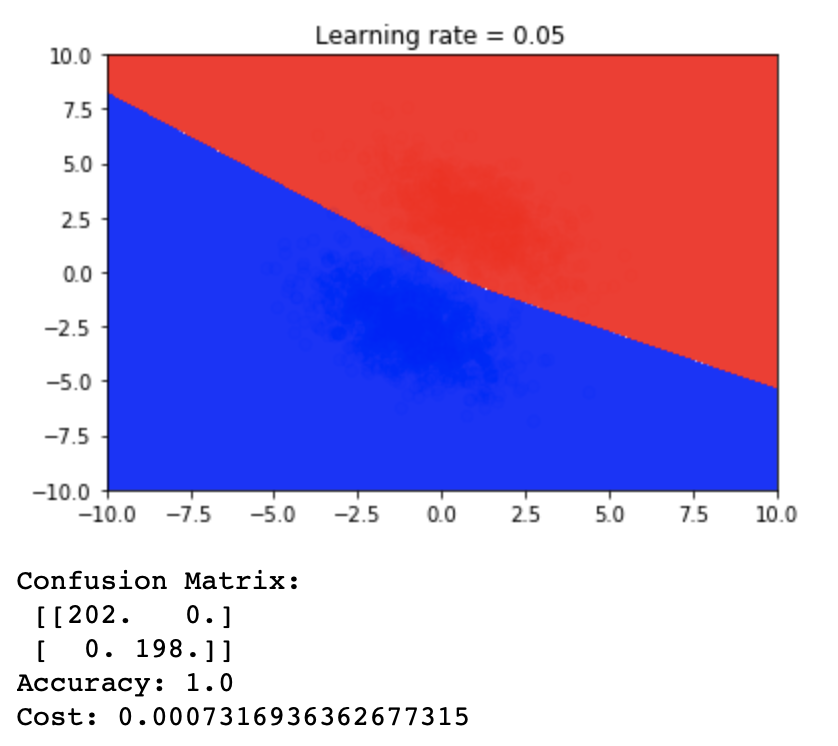 Learning rate = 0.05
10.0
7.5
5.0
2.5
0.0
−2.5
−5.0
−7.5
−10.0
−10.0 −7.5 −5.0 −2.5 0.0 2.5 5.0 7.5 10.0
Confusion Matrix:
[[202. 0.]
[ 0. 198.]]
Accuracy: 1.0
Cost: 0.0007316936362677315